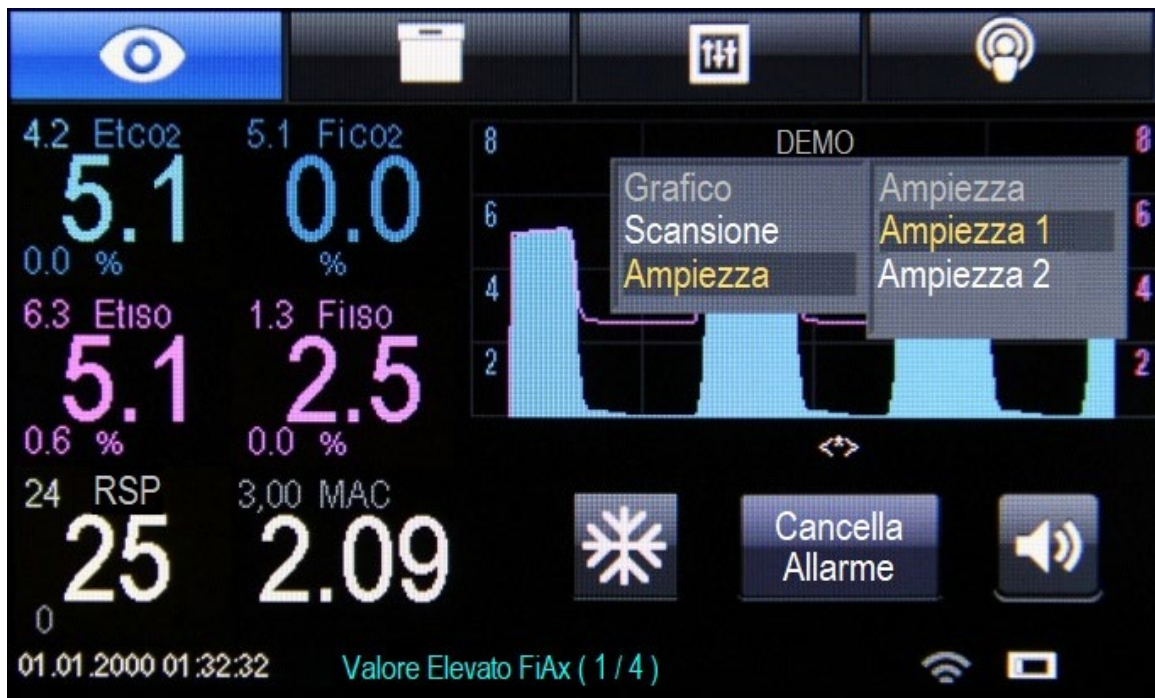 4.2 Etco2
5.1
0.0 %
5.1 Fico2
0.0
%
6.3 Etiso
5.1
0.6 %
1.3 Fiiso
2.5
0.0 %
24 RSP
25
0
3,00 MAC
2.09
DEMO
8
6
4
2
8
6
4
2
Grafico
Scansione
Ampiezza
Ampiezza
Ampiezza 1
Ampiezza 2
<*>
Cancella
Allarme
01.01.2000 01:32:32
Valore Elevato FiAx ( 1 / 4 )